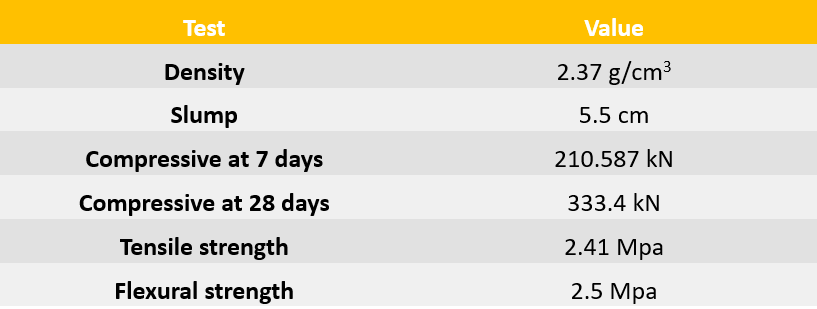 Test Value
Density 2.37 g/cm³
Slump 5.5 cm
Compressive at 7 days 210.587 kN
Compressive at 28 days 333.4 kN
Tensile strength 2.41 Mpa
Flexural strength 2.5 Mpa